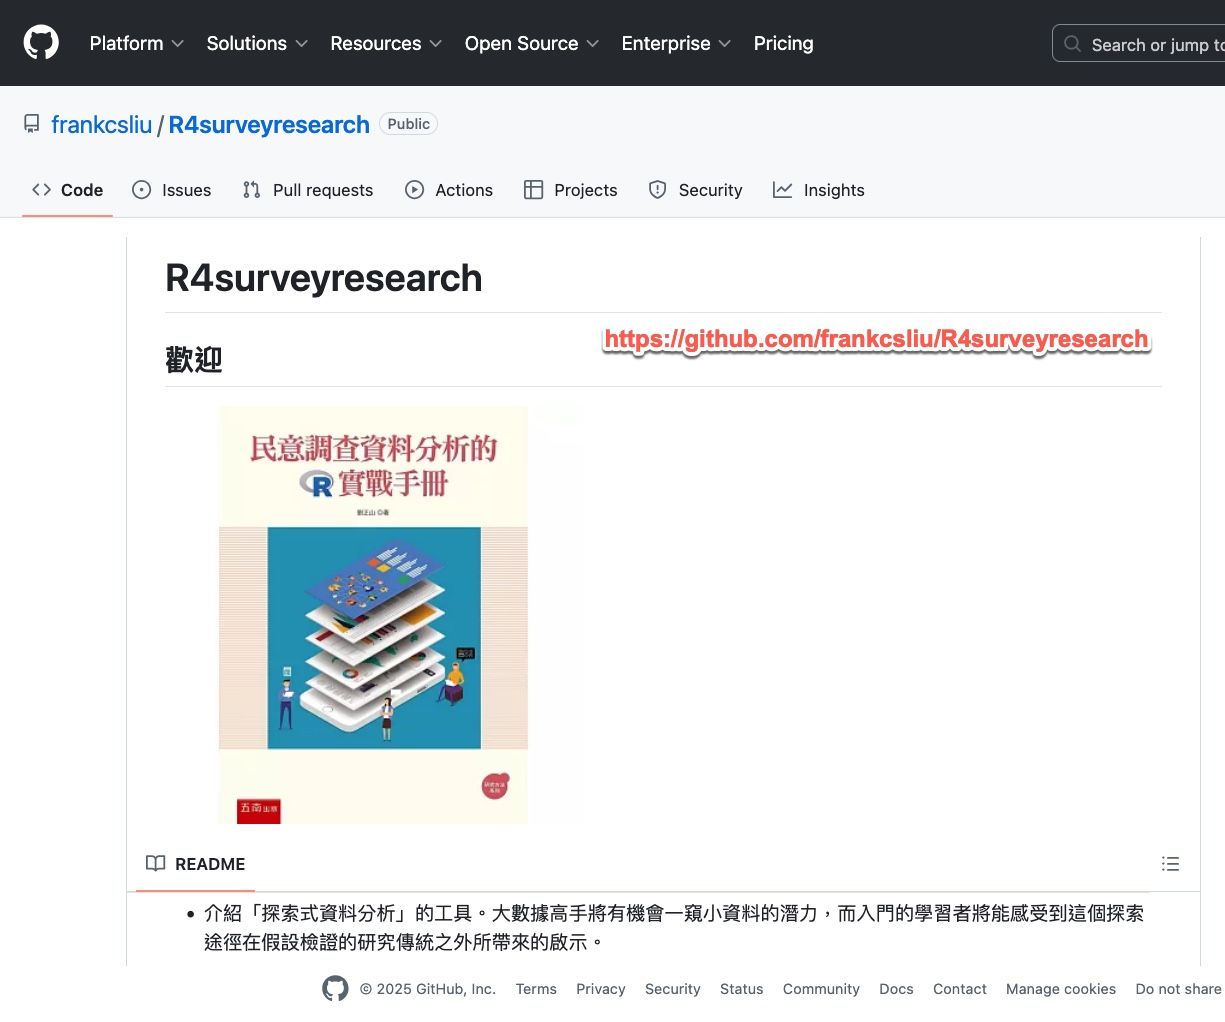 Platform Solutions Resources Open Source Enterprise Pricing Search or jump to
frankcsliu / R4surveyresearch Public
Code Issues Pull requests Actions Projects Security Insights
R4surveyresearch
https://github.com/frankcsliu/R4surveyresearch
歡迎
民意調查資料分析的
R 實戰手冊
劉正山 ◎著
五南出版
README
介紹「探索式資料分析」的工具。大數據高手將有機會一窺小資料的潛力，而入門的學習者將能感受到這個探索
途徑在假設檢證的研究傳統之外所帶來的啟示。
© 2025 GitHub, Inc. Terms Privacy Security Status Community Docs Contact Manage cookies Do not share